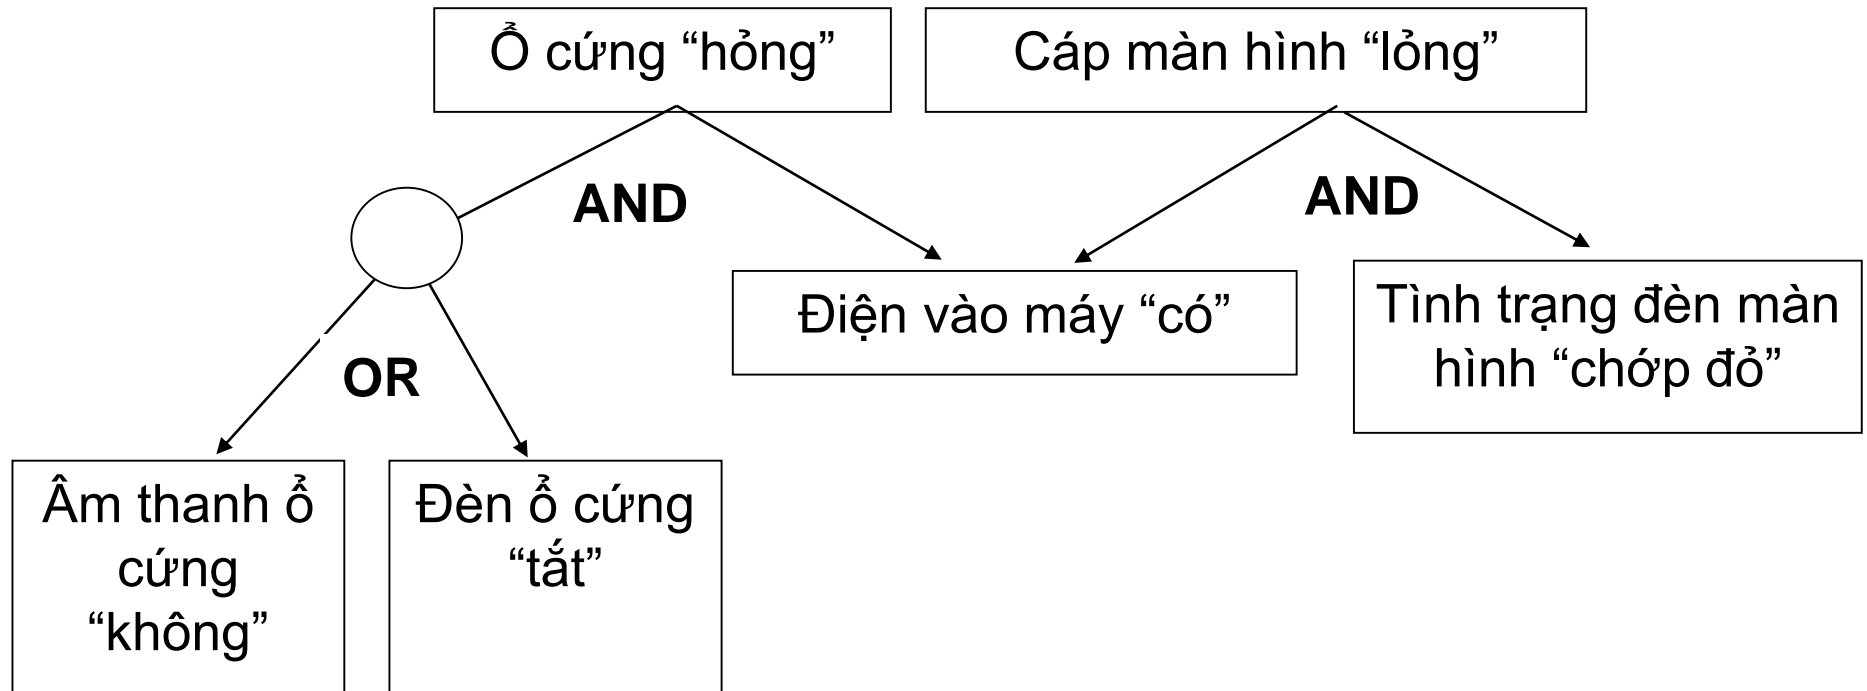 Ổ cứng “hỏng”
Cáp màn hình “lỏng”
AND
AND
Điện vào máy “có”
Tình trạng đèn màn
hình “chớp đỏ”
OR
Âm thanh ổ
cứng
“không”
Đèn ổ cứng
“tắt”